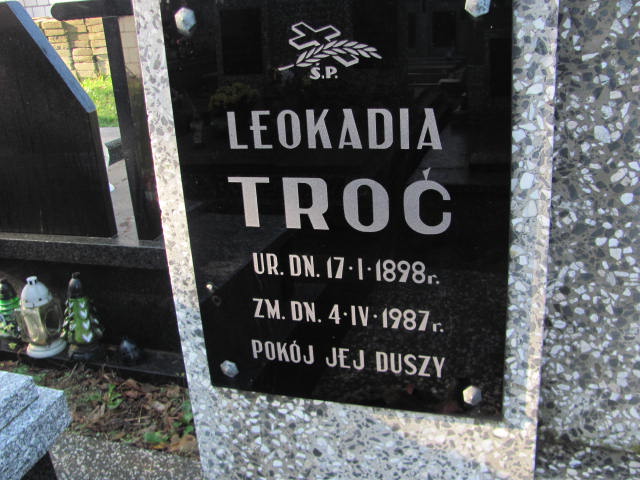 Ś.P.
LEOKADIA
TROĆ
UR. DN. 17·I·1898r.
ZM. DN. 4·IV·1987r.
POKÓJ JEJ DUSZY